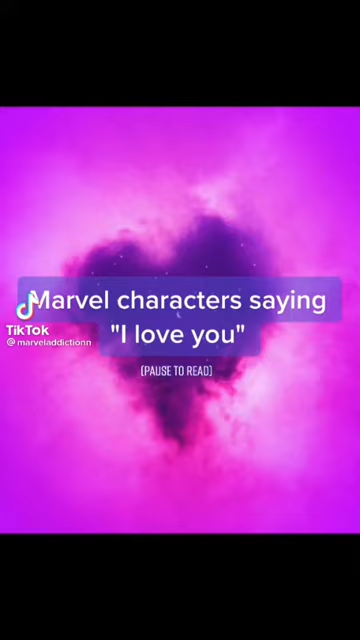 Marvel characters saying
"I love you"
TikTok
@marveladdictionn
[PAUSE TO READ]